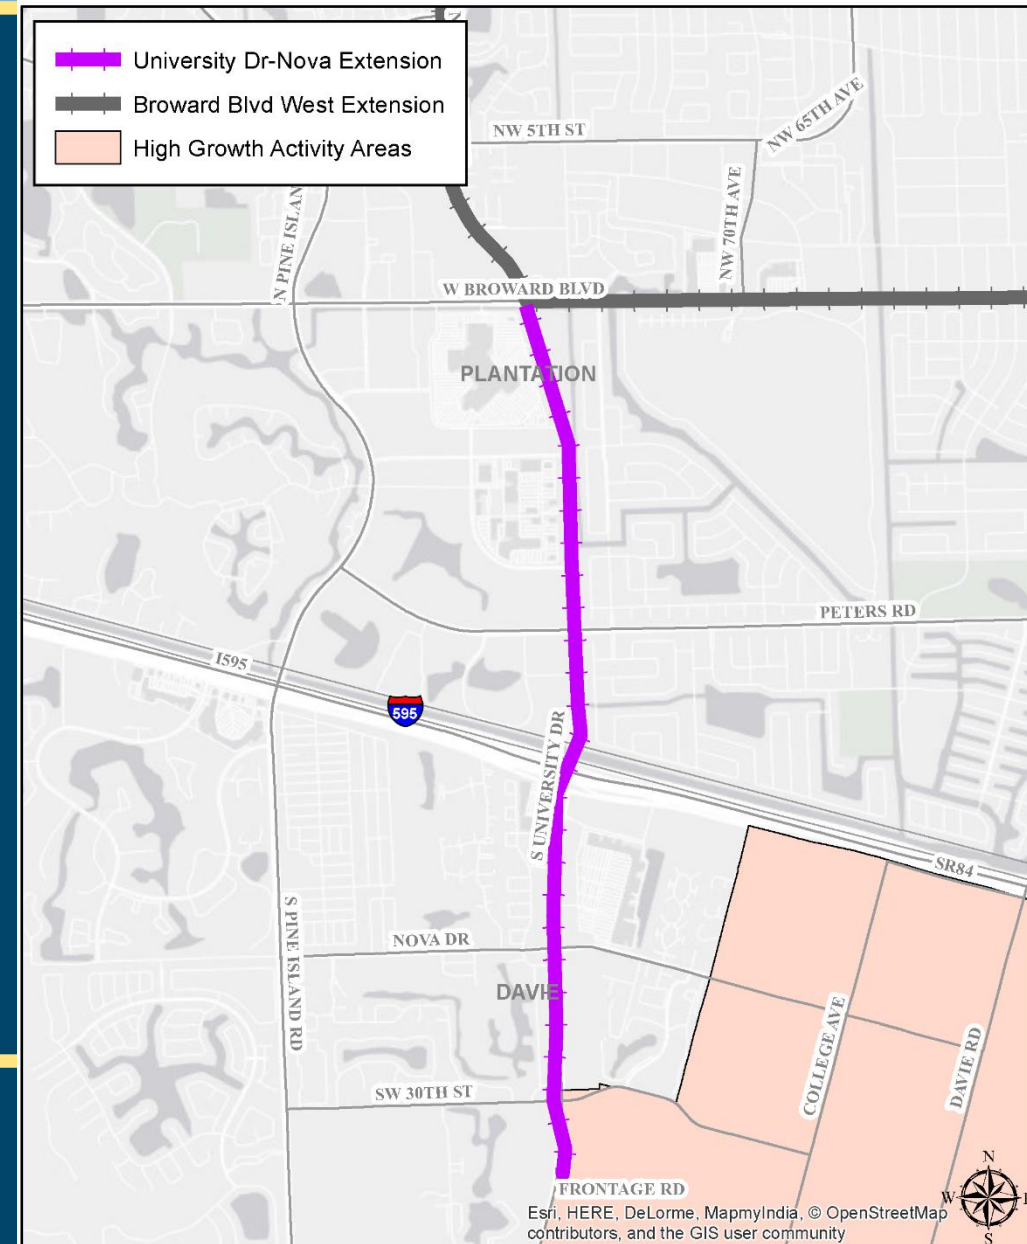 University Dr-Nova Extension
Broward Blvd West Extension
High Growth Activity Areas
NW 5TH ST
NW 65TH AVE
NW 70TH AVE
N PINE ISLAN
W BROWARD BLVD
PLANTATION
PETERS RD
I595
595
S UNIVERSITY DR
SR84
S PINE ISLAND RD
NOVA DR
DAVIE
COLLEGE AVE
DAVIE RD
SW 30TH ST
FRONTAGE RD
N
W
S
Esri, HERE, DeLorme, MapmyIndia, © OpenStreetMap
contributors, and the GIS user community